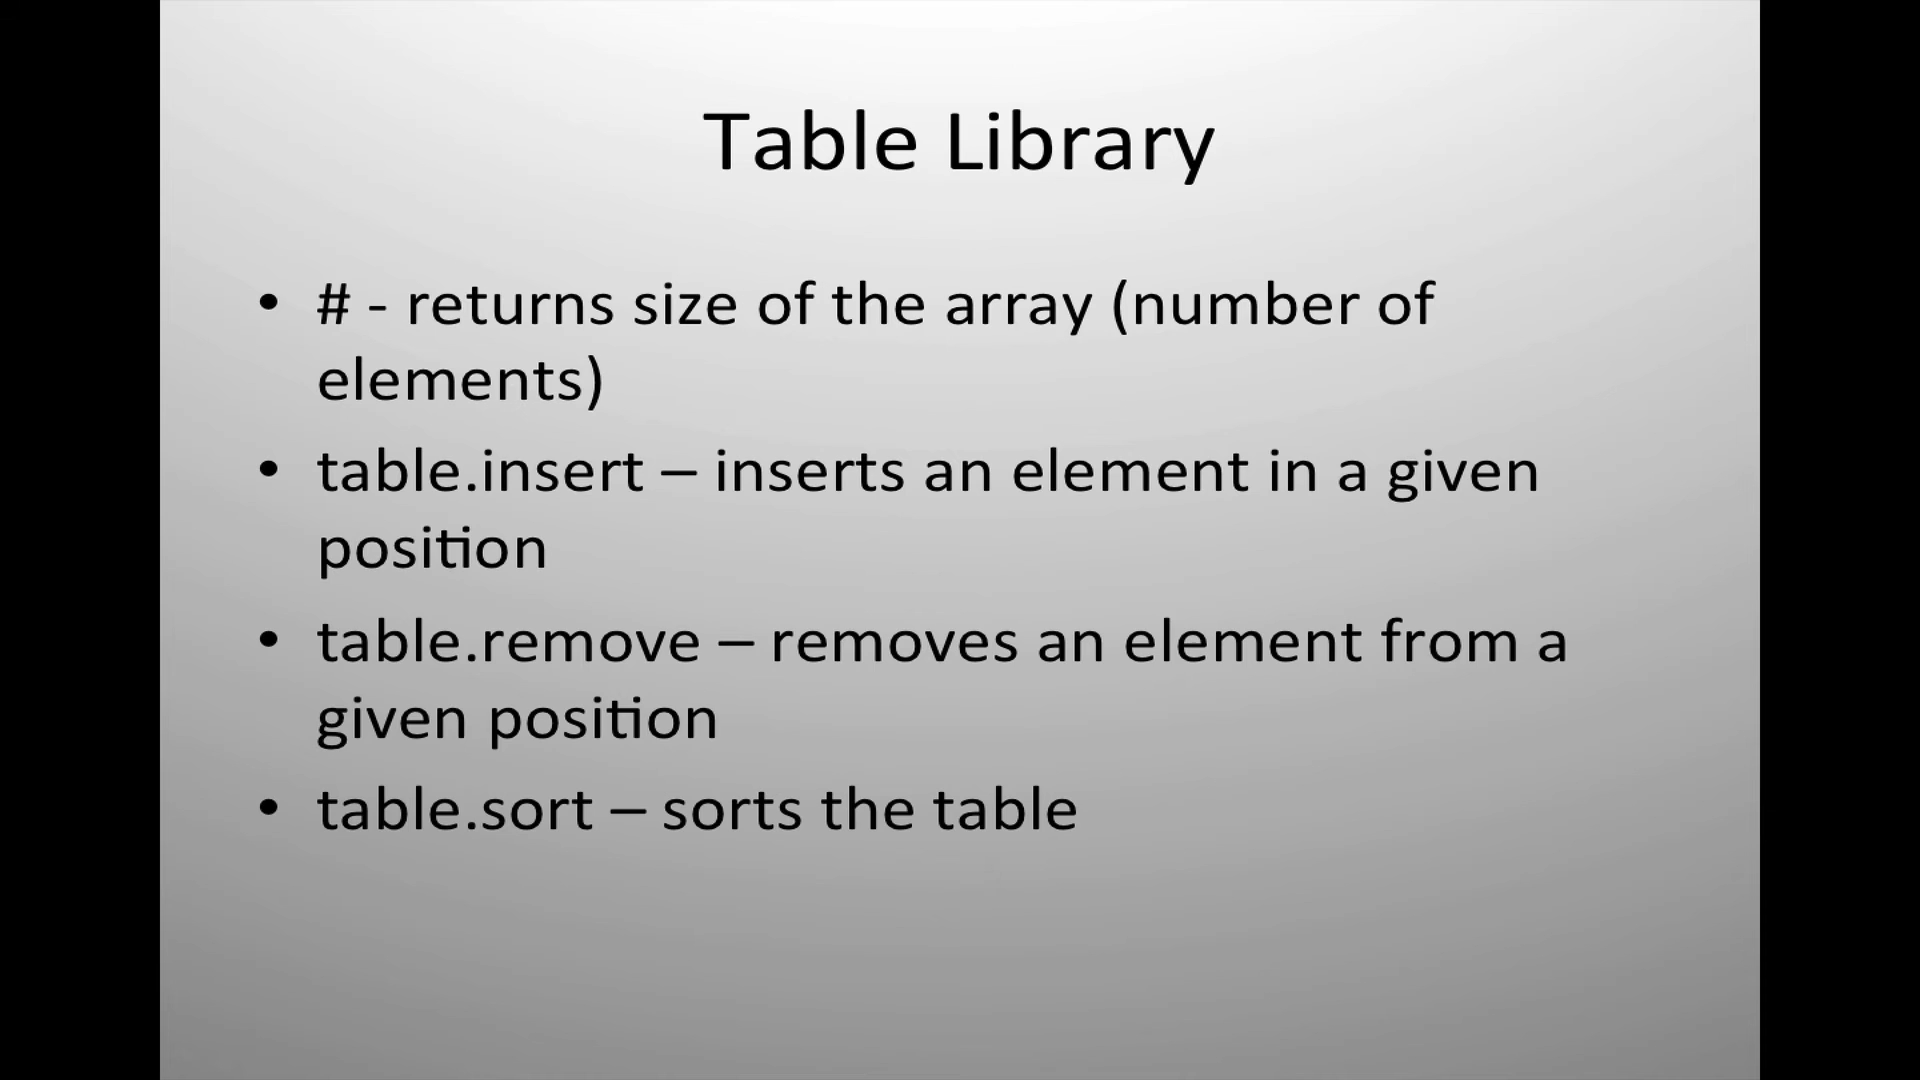 Table Library
• # - returns size of the array (number of
elements)
• table.insert – inserts an element in a given
position
• table.remove – removes an element from a
given position
• table.sort – sorts the table